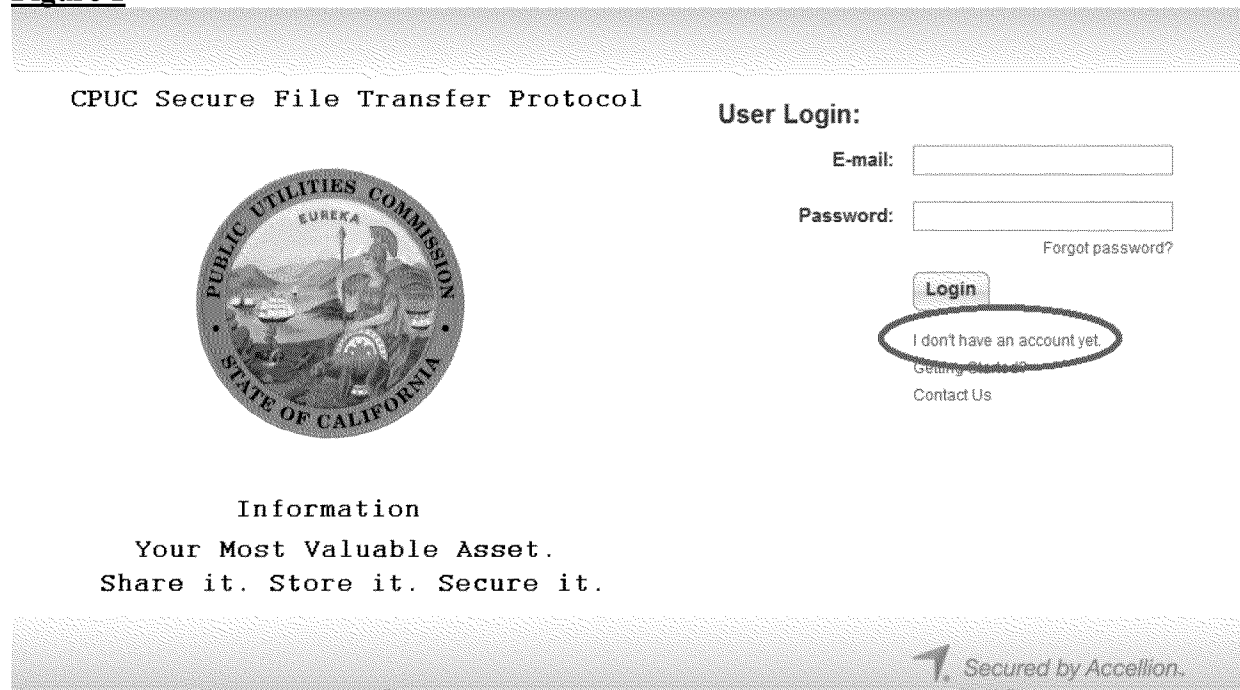 CPUC Secure File Transfer Protocol
PUBLIC UTILITIES COMMISSION
EUREKA
STATE OF CALIFORNIA
Information
Your Most Valuable Asset.
Share it. Store it. Secure it.
User Login:
E-mail:
Password:
Forgot password?
Login
I don't have an account yet.
Getting Started?
Contact Us
Secured by Accellion.